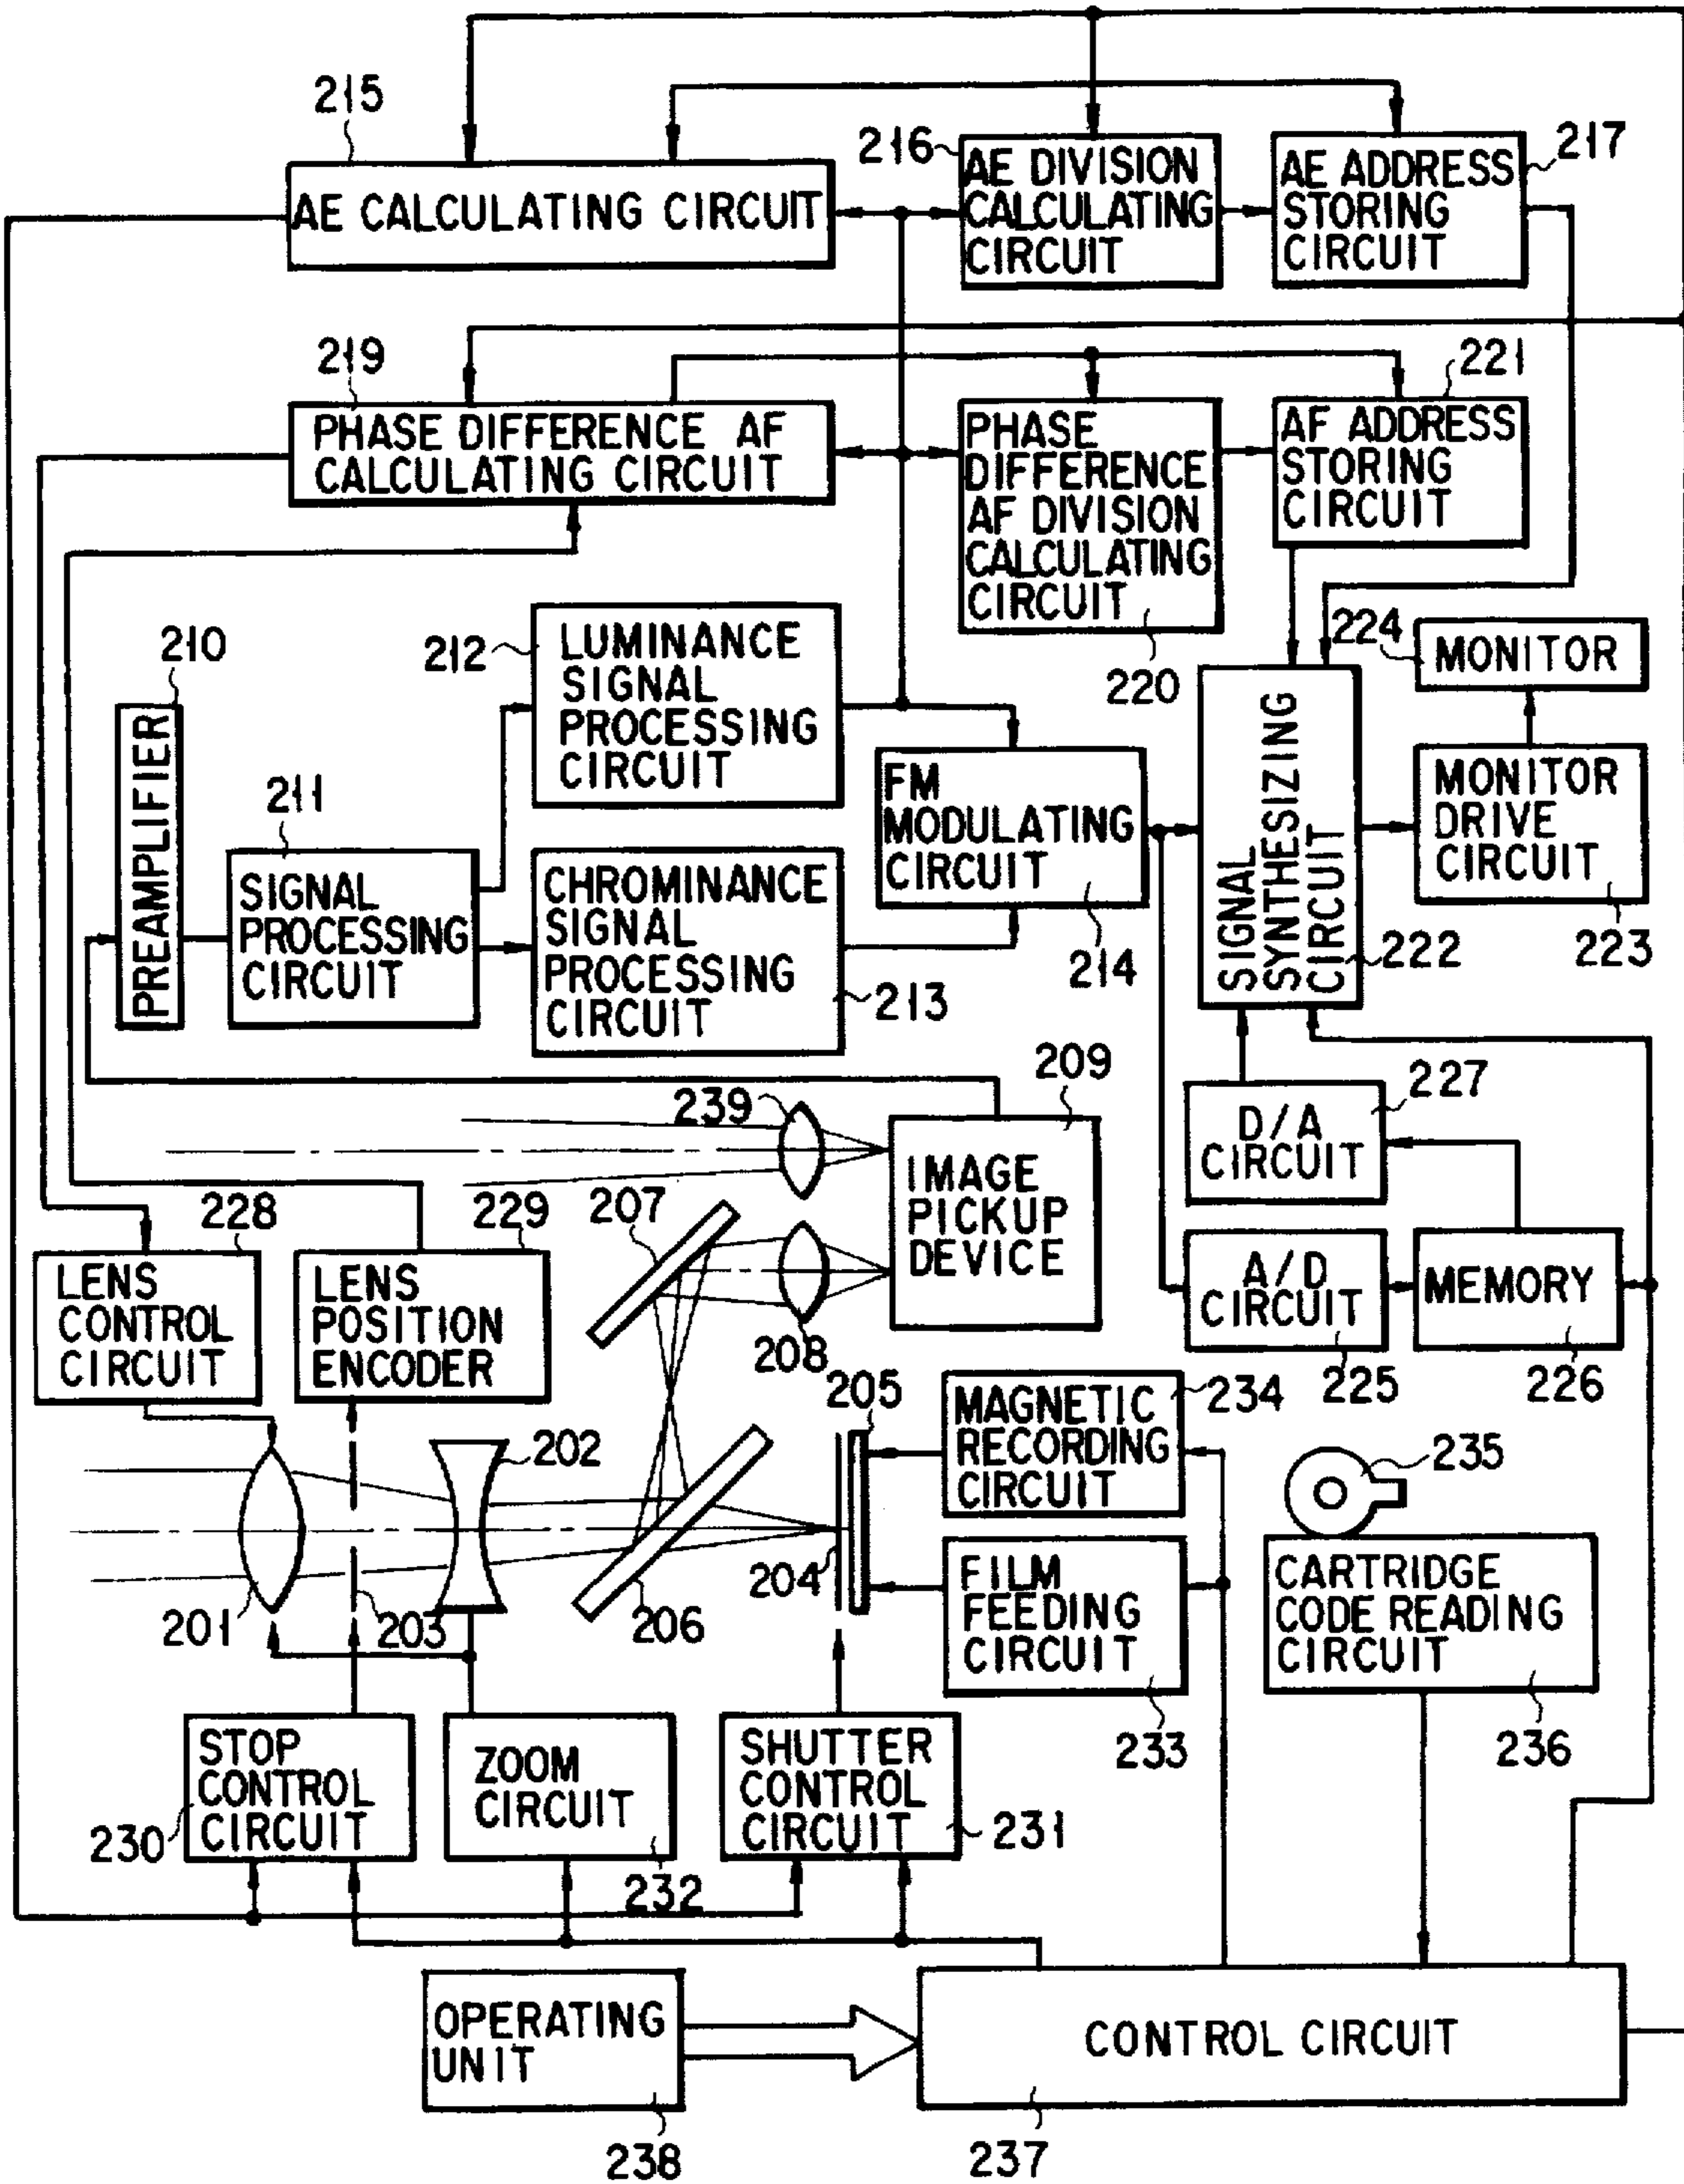 215
AE CALCULATING CIRCUIT
216
AE DIVISION
CALCULATING
CIRCUIT
217
AE ADDRESS
STORING
CIRCUIT
219
PHASE DIFFERENCE AF
CALCULATING CIRCUIT
PHASE
DIFFERENCE
AF DIVISION
CALCULATING
CIRCUIT
220
221
AF ADDRESS
STORING
CIRCUIT
210
PREAMPLIFIER
211
SIGNAL
PROCESSING
CIRCUIT
212
LUMINANCE
SIGNAL
PROCESSING
CIRCUIT
CHROMINANCE
SIGNAL
PROCESSING
CIRCUIT
213
FM
MODULATING
CIRCUIT
214
SIGNAL
SYNTHESIZING
CIRCUIT
222
224
MONITOR
MONITOR
DRIVE
CIRCUIT
223
239
209
IMAGE
PICKUP
DEVICE
227
D/A
CIRCUIT
228
LENS
CONTROL
CIRCUIT
229
LENS
POSITION
ENCODER
207
208
A/D
CIRCUIT
225
MEMORY
226
205
MAGNETIC
RECORDING
CIRCUIT
234
202
235
201
203
206
204
FILM
FEEDING
CIRCUIT
233
CARTRIDGE
CODE READING
CIRCUIT
236
STOP
CONTROL
CIRCUIT
230
ZOOM
CIRCUIT
232
SHUTTER
CONTROL
CIRCUIT
231
OPERATING
UNIT
238
CONTROL CIRCUIT
237